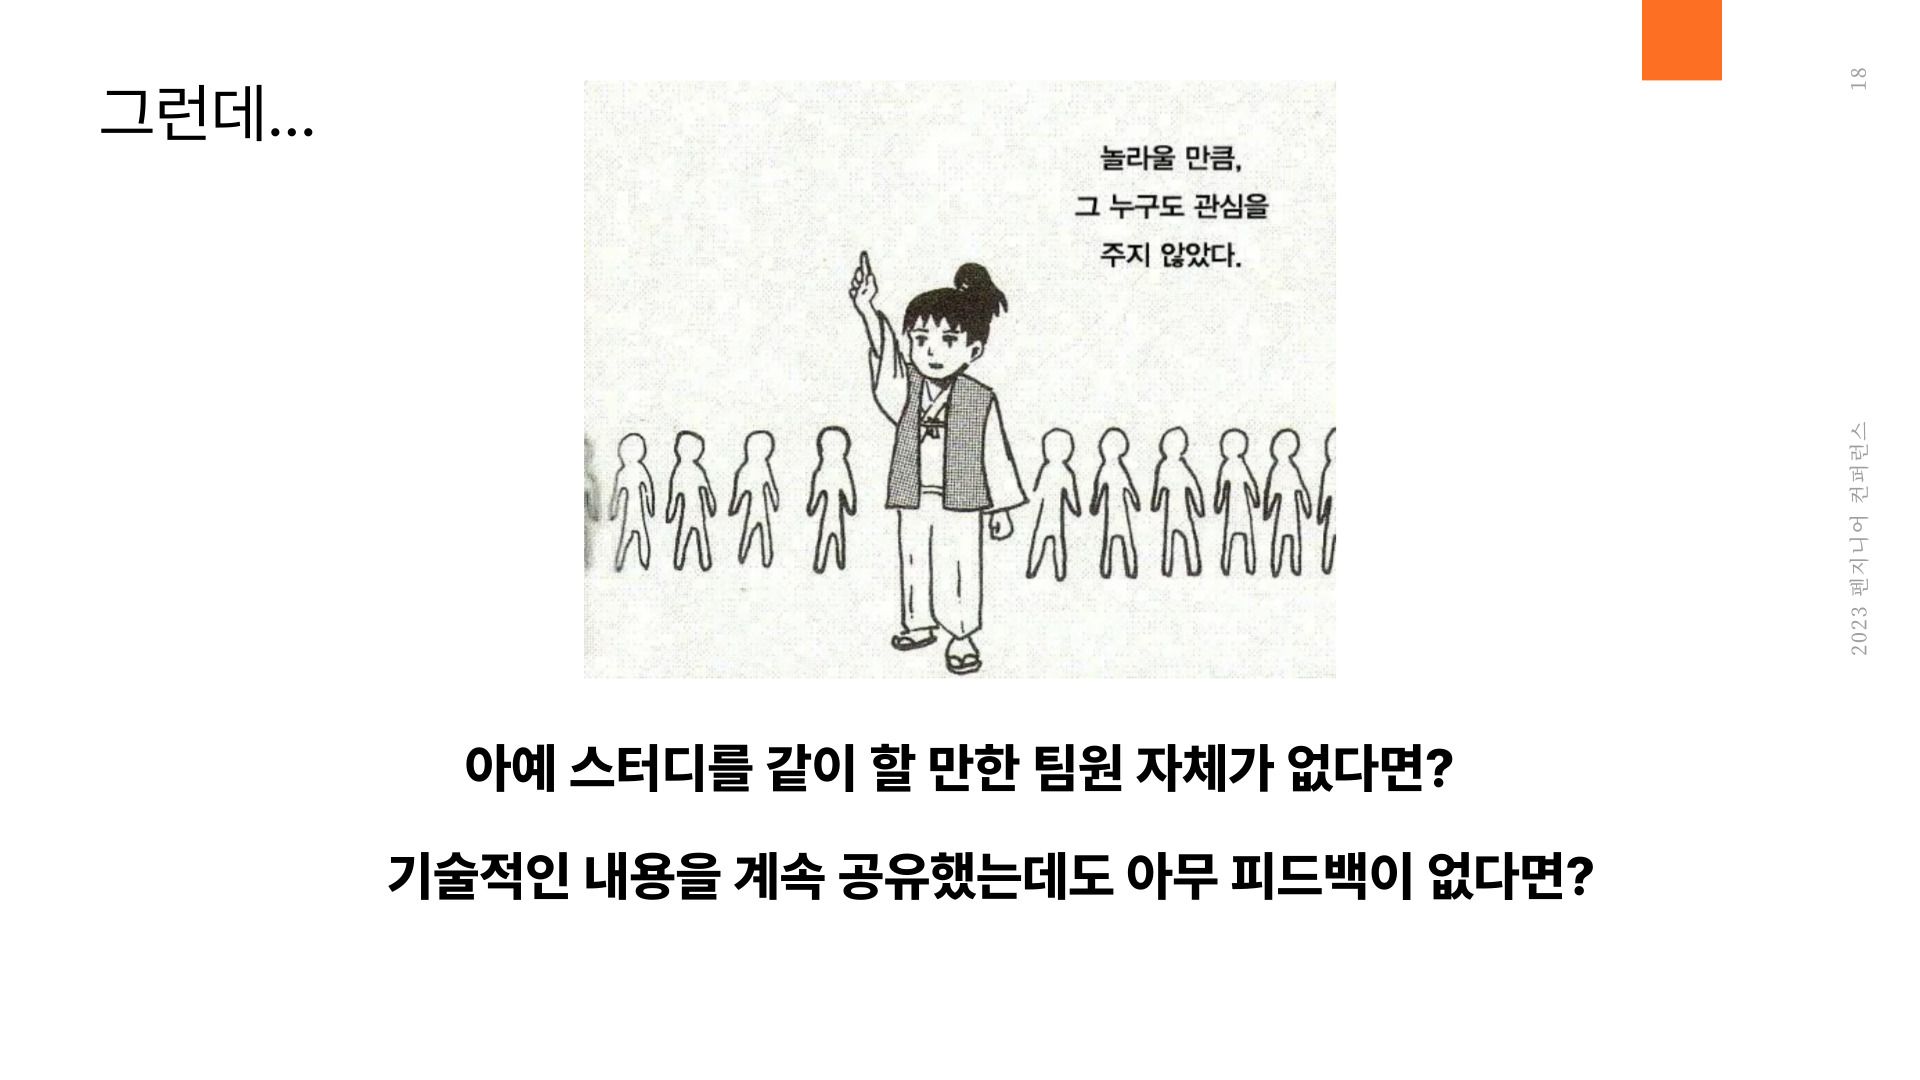 그런데...
놀라울 만큼,
그 누구도 관심을
주지 않았다.
아예 스터디를 같이 할 만한 팀원 자체가 없다면?
기술적인 내용을 계속 공유했는데도 아무 피드백이 없다면?
18
2023 펜지니어 컨퍼런스